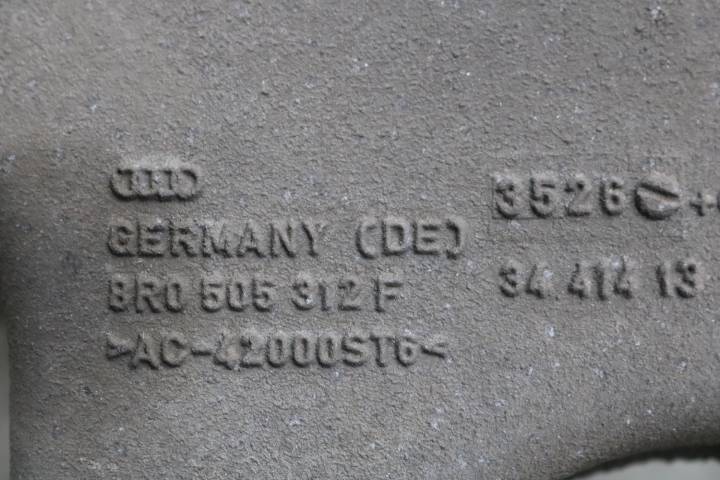 GERMANY (DE)
8R0 505 312 F
>AC-42000ST6<
3526 +
34 414 13